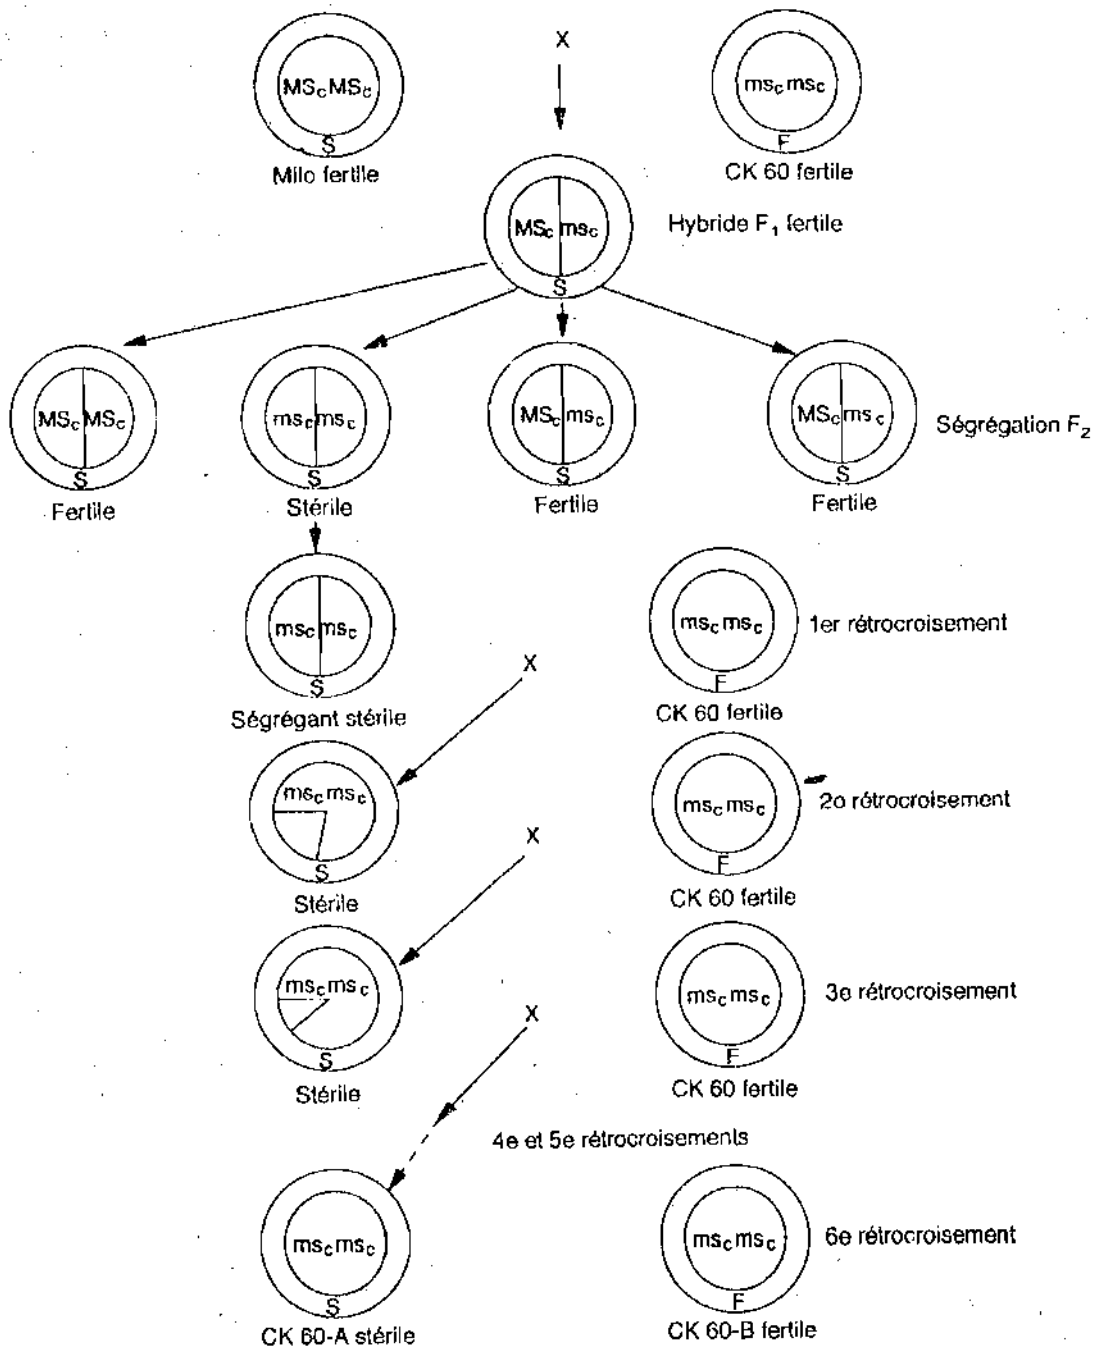 X
MScMSc
mscmsc
S
F
Milo fertile
CK 60 fertile
MSc msc
Hybride F1 fertile
S
MSc MSc
msc msc
MSc msc
MSc msc
Ségrégation F2
S
S
S
S
Fertile
Stérile
Fertile
Fertile
msc msc
mscmsc
1er rétrocroisement
S
F
X
Ségrégant stérile
CK 60 fertile
mscmsc
mscmsc
2e rétrocroisement
S
F
X
Stérile
CK 60 fertile
mscmsc
mscmsc
3e rétrocroisement
X
S
F
Stérile
CK 60 fertile
4e et 5e rétrocroisements
mscmsc
mscmsc
6e rétrocroisement
S
F
CK 60-A stérile
CK 60-B fertile